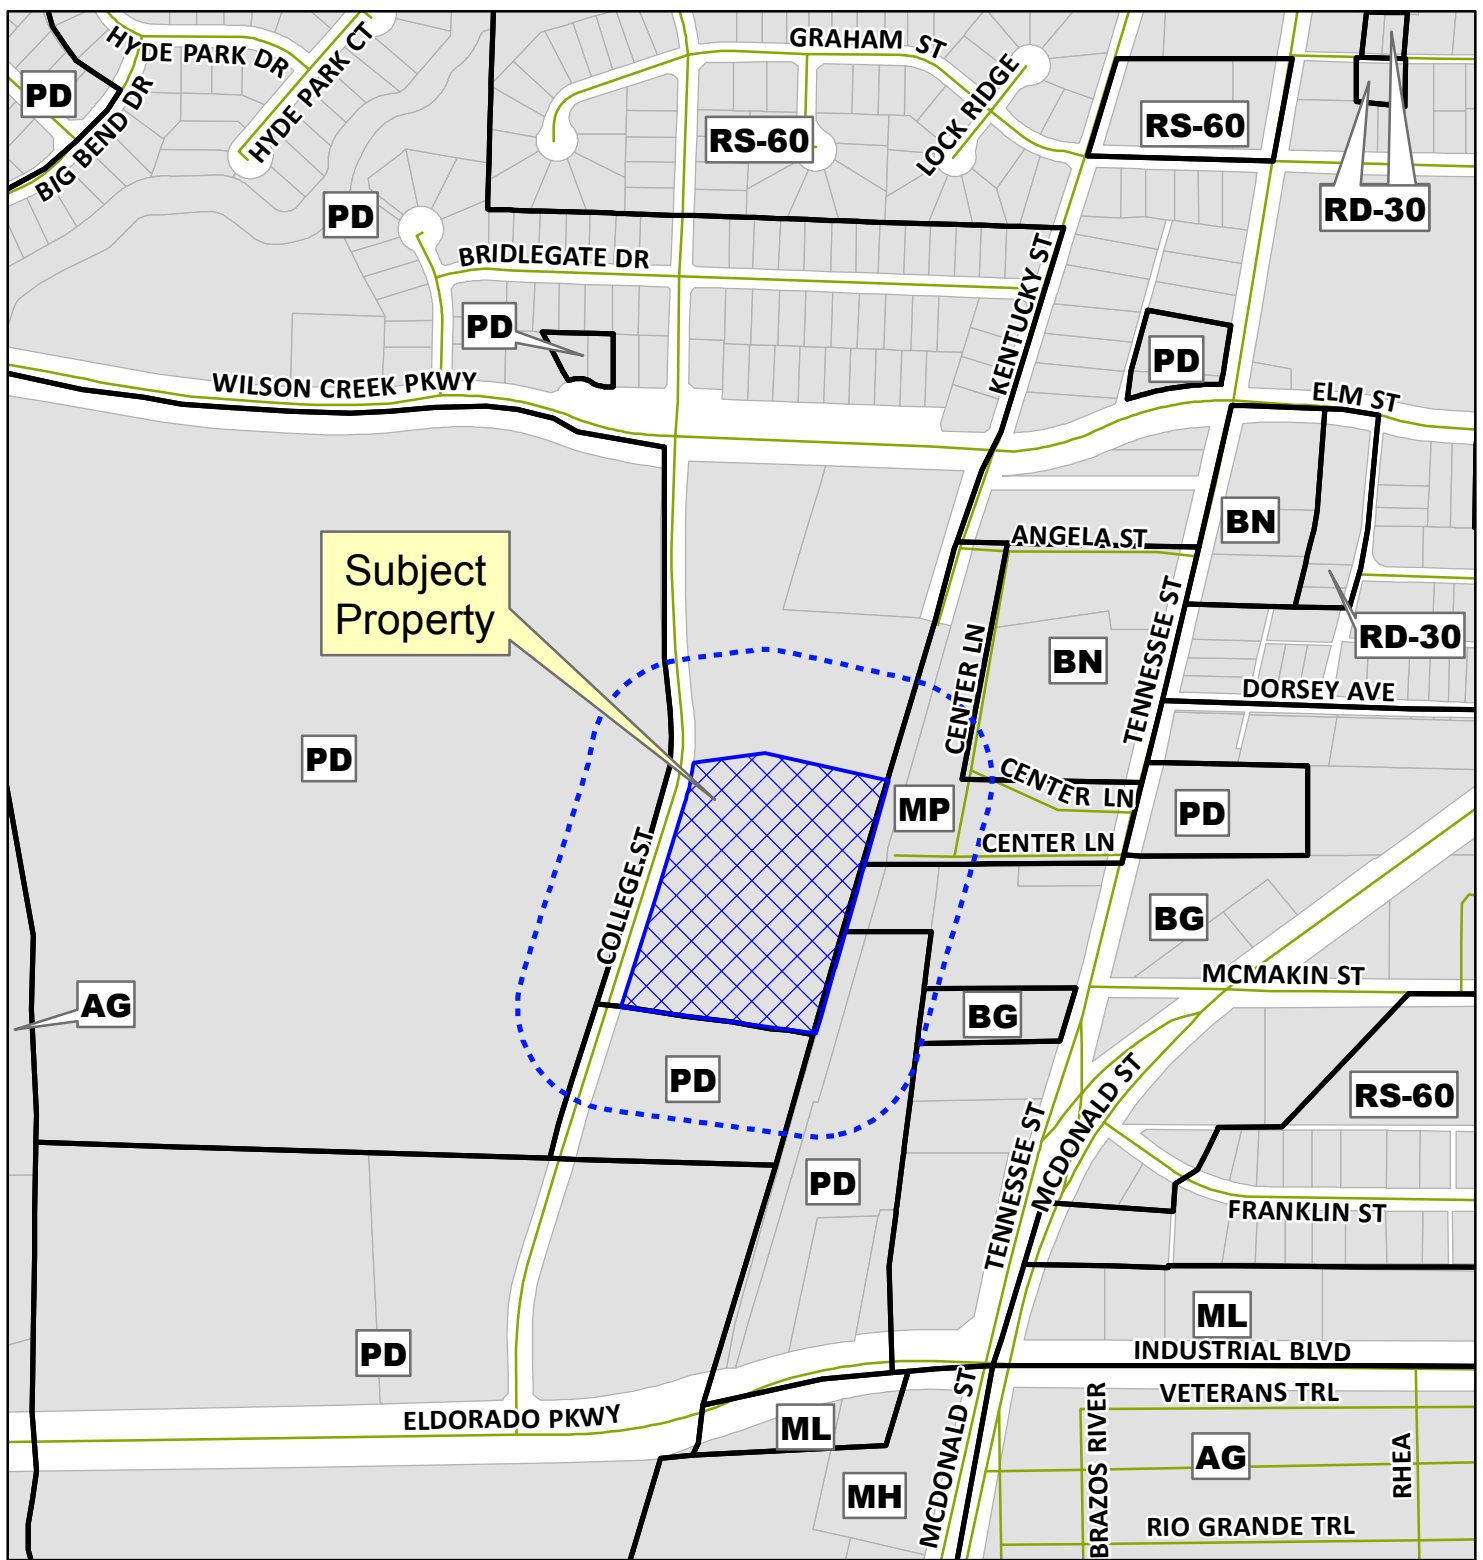 HYDE PARK DR
HYDE PARK CT
GRAHAM ST
LOCK RIDGE
PD
BIG BEND DR
RS-60
RS-60
RD-30
PD
BRIDLEGATE DR
KENTUCKY ST
PD
PD
WILSON CREEK PKWY
ELM ST
BN
ANGELA ST
Subject
Property
CENTER LN
BN
TENNESSEE ST
RD-30
DORSEY AVE
PD
CENTER LN
MP
PD
CENTER LN
COLLEGE ST
BG
MCMAKIN ST
AG
BG
PD
MCDONALD ST
RS-60
TENNESSEE ST
PD
FRANKLIN ST
ML
PD
INDUSTRIAL BLVD
VETERANS TRL
ELDORADO PKWY
ML
MCDONALD ST
BRAZOS RIVER
AG
RHEA
MH
RIO GRANDE TRL